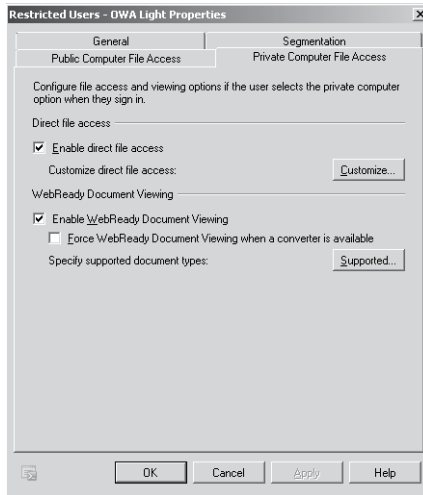 Restricted Users - OWA Light Properties
General
Segmentation
Public Computer File Access
Private Computer File Access
Configure file access and viewing options if the user selects the private computer
option when they sign in.
Direct file access
Enable direct file access
Customize direct file access:
Customize...
WebReady Document Viewing
Enable WebReady Document Viewing
Force WebReady Document Viewing when a converter is available
Specify supported document types:
Supported...
OK
Cancel
Apply
Help